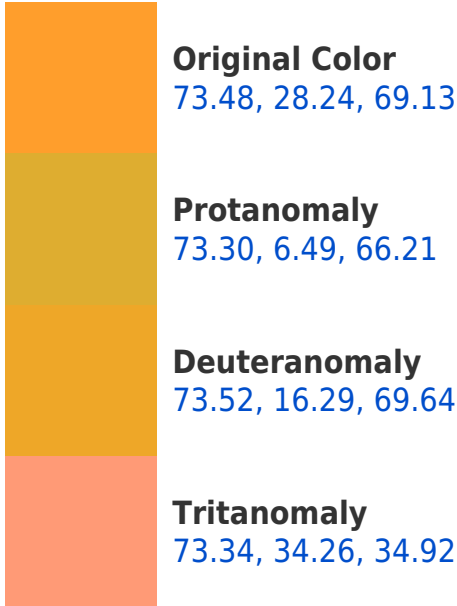 Original Color
73.48, 28.24, 69.13
Protanomaly
73.30, 6.49, 66.21
Deuteranomaly
73.52, 16.29, 69.64
Tritanomaly
73.34, 34.26, 34.92